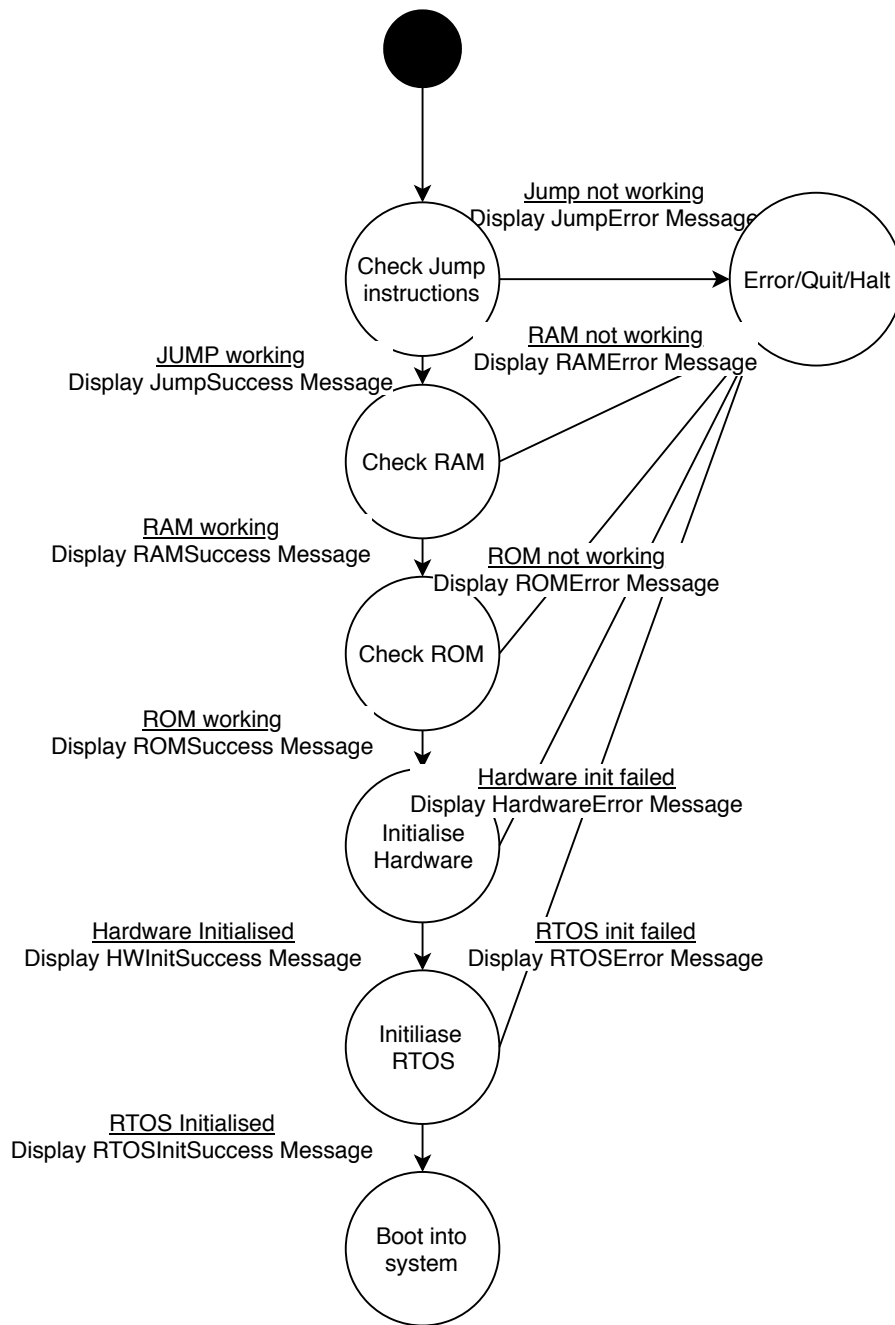 Jump not working
Display JumpError Message
Check Jump
instructions
Error/Quit/Halt
JUMP working
Display JumpSuccess Message
RAM not working
Display RAMError Message
Check RAM
RAM working
Display RAMSuccess Message
ROM not working
Display ROMError Message
Check ROM
ROM working
Display ROMSuccess Message
Hardware init failed
Display HardwareError Message
Initialise
Hardware
Hardware Initialised
Display HWInitSuccess Message
RTOS init failed
Display RTOSError Message
Initiliase
RTOS
RTOS Initialised
Display RTOSInitSuccess Message
Boot into
system